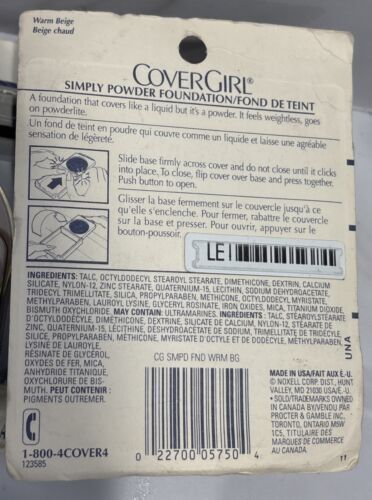 Warm Beige
Beige chaud
COVERGIRL®
SIMPLY POWDER FOUNDATION/FOND DE TEINT
A foundation that covers like a liquid but it's a powder. It feels weightless, goes
on powderlite.
Un fond de teint en poudre qui couvre comme un liquide et laisse une agréable
sensation de légèreté.
Slide base firmly across cover and do not close until it clicks
into place. To close, flip cover over base and press together.
Push button to open.
Glisser la base fermement sur le couvercle jusqu'à ce
qu'elle s'enclenche. Pour fermer, rabattre le couvercle
sur la base et presser. Pour ouvrir, appuyer sur le
bouton-poussoir.
LE
INGREDIENTS: TALC, OCTYLDODECYL STEAROYL STEARATE, DIMETHICONE, DEXTRIN, CALCIUM
SILICATE, NYLON-12, ZINC STEARATE, QUATERNIUM-15, LECITHIN, SODIUM DEHYDROACETATE,
TRIDECYL TRIMELLITATE, SILICA, PROPYLPARABEN, METHICONE, OCTYLDODECYL MYRISTATE,
METHYLPARABEN, LAUROYL LYSINE, GLYCERYL ROSINATE, IRON OXIDES, MICA, TITANIUM DIOXIDE,
BISMUTH OXYCHLORIDE. MAY CONTAIN: ULTRAMARINES. INGRÉDIENTS : TALC, STÉAROYLSTÉARATE
D'OCTYLDODÉCYLE, DIMETHICONE, DEXTRINE, SILICATE DE CALCIUM, NYLON-12, STÉARATE DE
ZINC, QUATERNIUM-15, LÉCITHINE, DÉSHYDROACÉTATE DE SODIUM, TRIMELLITATE DE TRIDÉCYLE
SILICE, PROPYLPARABEN, MÉTHICONE, MYRISTATE D'OCTYLE ET DE DODÉCYLE, MÉTHYLPARABEN,
LYSINE DE LAUROYLE,
RÉSINATE DE GLYCÉROL,
OXYDES DE FER, MICA,
ANHYDRIDE TITANIQUE,
OXYCHLORURE DE BIS-
MUTH. PEUT CONTENIR :
PIGMENTS OUTREMER.
1-800-4COVER4
123585
CG SMPD FND WRM BG
0 22700 05750 4
MADE IN USA/FAIT AUX É.-U.
© NOXELL CORP. DIST., HUNT
VALLEY, MD 21030 USA/É.-U.
•SOLD/TRADEMARKS OWNED
IN CANADA BY/VENDU PAR
PROCTER & GAMBLE INC.,
TORONTO, ONTARIO M5W
1C5, TITULAIRE DES
MARQUES DE COMMERCE
AU CANADA.
11
UNA